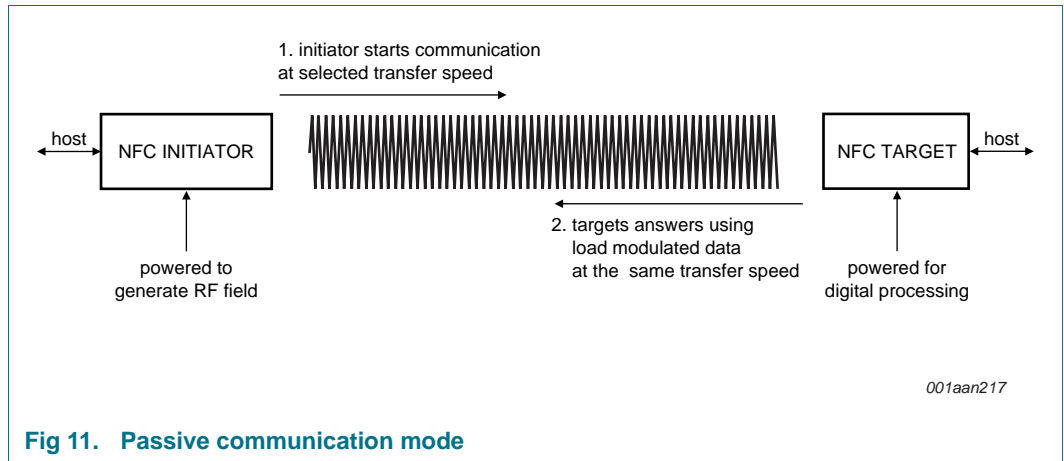 1. initiator starts communication
at selected transfer speed
host
NFC INITIATOR
NFC TARGET
host
2. targets answers using
load modulated data
at the same transfer speed
powered to
generate RF field
powered for
digital processing
001aan217
Fig 11. Passive communication mode